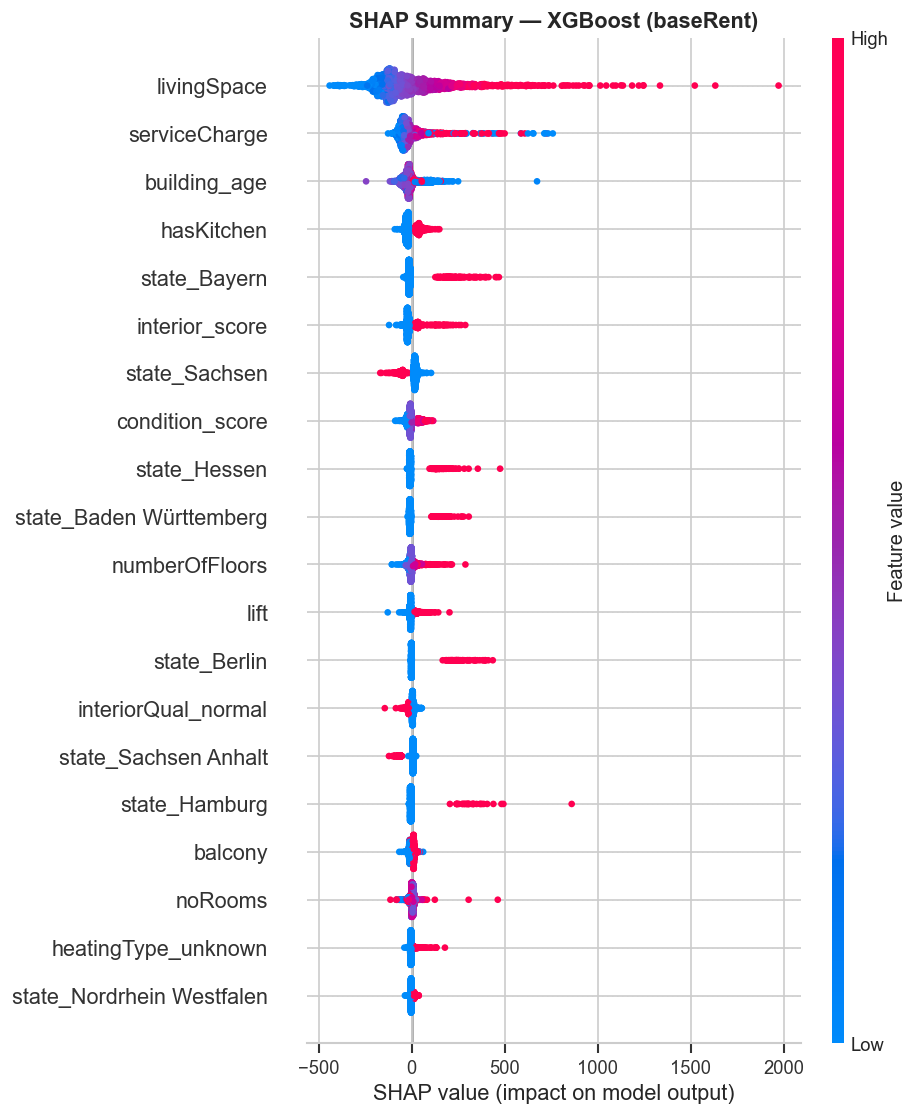 SHAP Summary — XGBoost (baseRent)
High
livingSpace
serviceCharge
building_age
hasKitchen
state_Bayern
interior_score
state_Sachsen
condition_score
state_Hessen
state_Baden Württemberg
numberOfFloors
lift
state_Berlin
interiorQual_normal
state_Sachsen Anhalt
state_Hamburg
balcony
noRooms
heatingType_unknown
state_Nordrhein Westfalen
Feature value
Low
−500 0 500 1000 1500 2000
SHAP value (impact on model output)